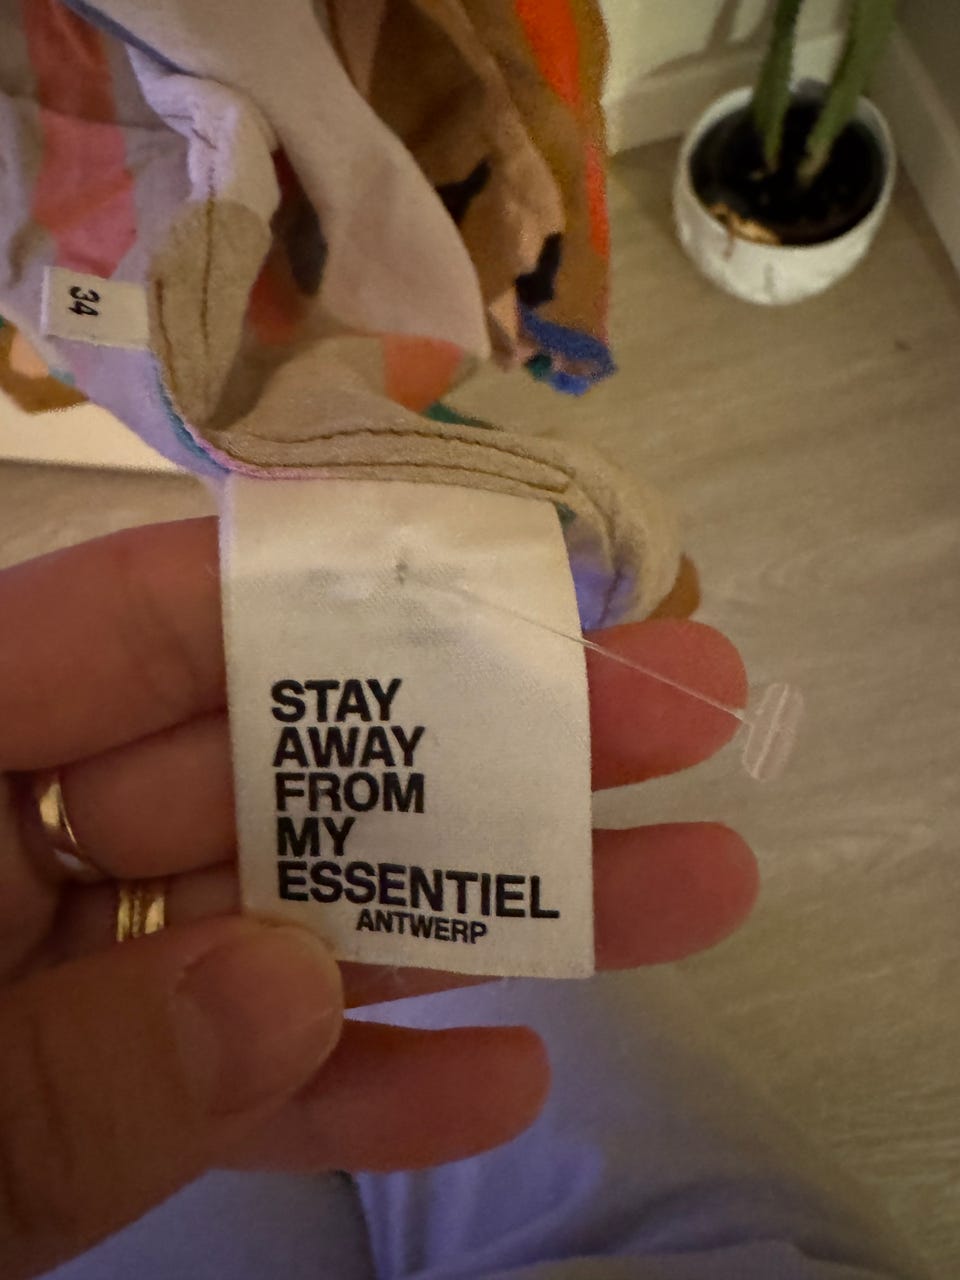 34
STAY
AWAY
FROM
MY
ESSENTIEL
ANTWERP